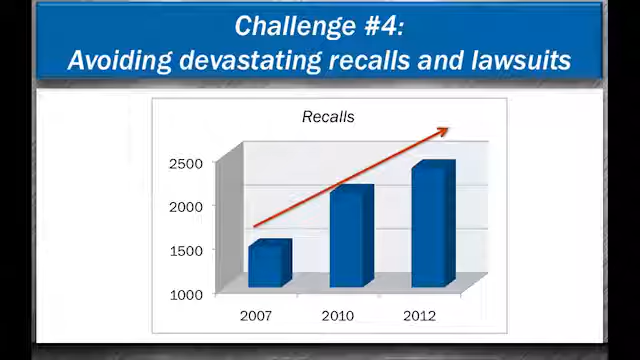 Challenge #4:
Avoiding devastating recalls and lawsuits
Recalls
2500
2000
1500
1000
2007 2010 2012